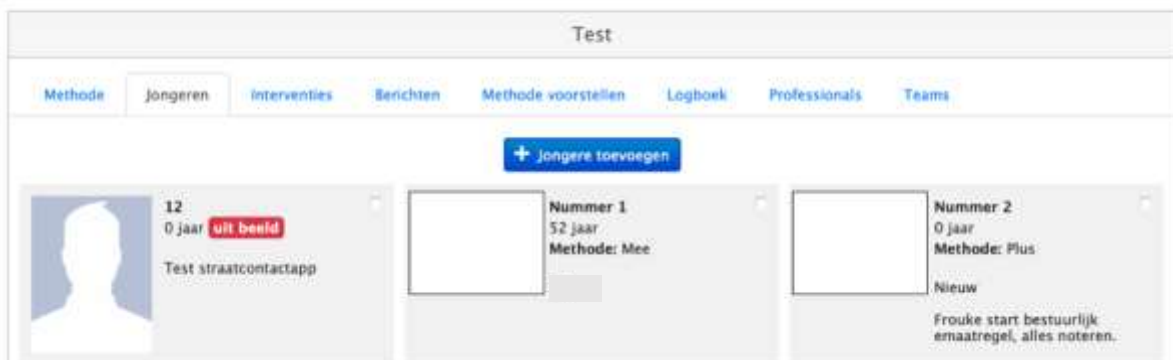 Test
Methode Jongeren Interventies Berichten Methode voorstellen Logboek Professionals Teams
+ Jongere toevoegen
12
0 jaar uit beeld
Test straatcontactapp
Nummer 1
52 jaar
Methode: Mee
Nummer 2
0 jaar
Methode: Plus
Nieuw
Frouke start bestuurlijk
emaatregel, alles noteren.